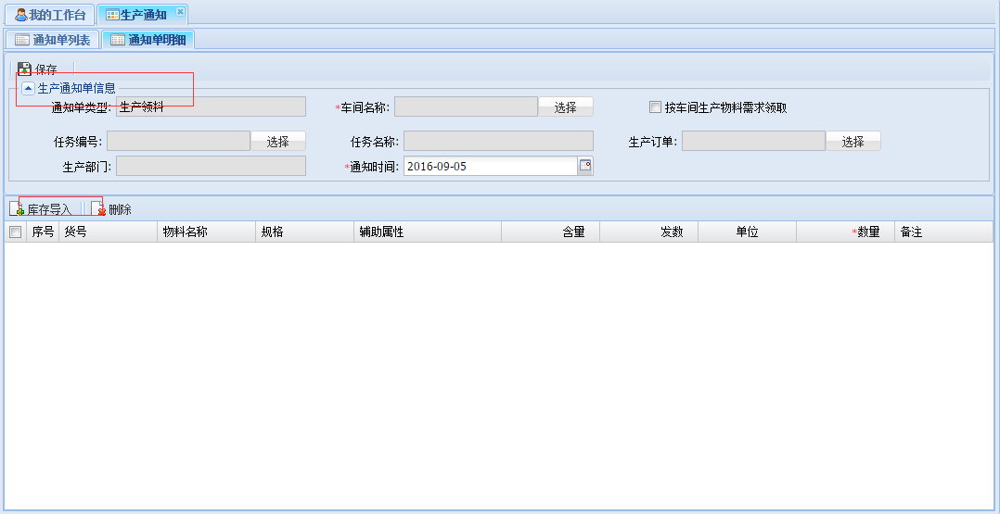 我的工作台 生产通知
通知单列表 通知单明细
保存
生产通知单信息
通知单类型: 生产领料 *车间名称: 选择 按车间生产物料需求领取
任务编号: 选择 任务名称: 生产订单: 选择
生产部门: *通知时间: 2016-09-05
库存导入 删除
序号 货号 物料名称 规格 辅助属性 含量 发数 单位 *数量 备注